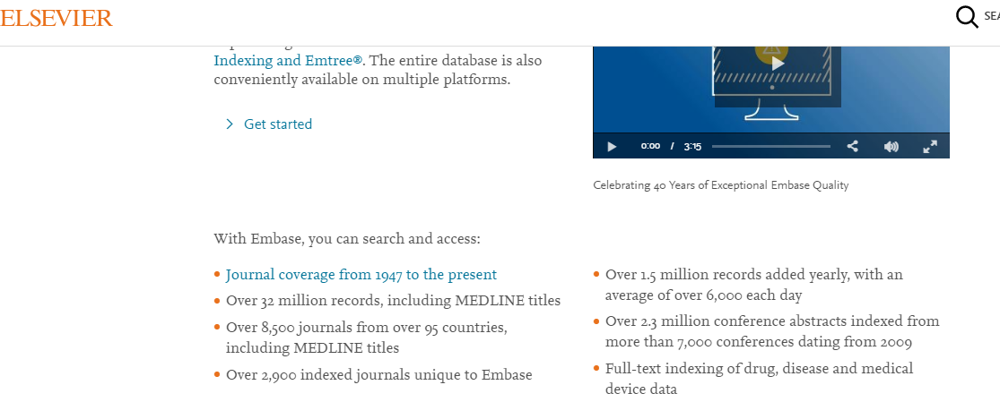 ELSEVIER
Indexing and Emtree®. The entire database is also
conveniently available on multiple platforms.
Get started
0:00 / 3:15
Celebrating 40 Years of Exceptional Embase Quality
With Embase, you can search and access:
Journal coverage from 1947 to the present
Over 32 million records, including MEDLINE titles
Over 8,500 journals from over 95 countries,
including MEDLINE titles
Over 2,900 indexed journals unique to Embase
Over 1.5 million records added yearly, with an
average of over 6,000 each day
Over 2.3 million conference abstracts indexed from
more than 7,000 conferences dating from 2009
Full-text indexing of drug, disease and medical
device data